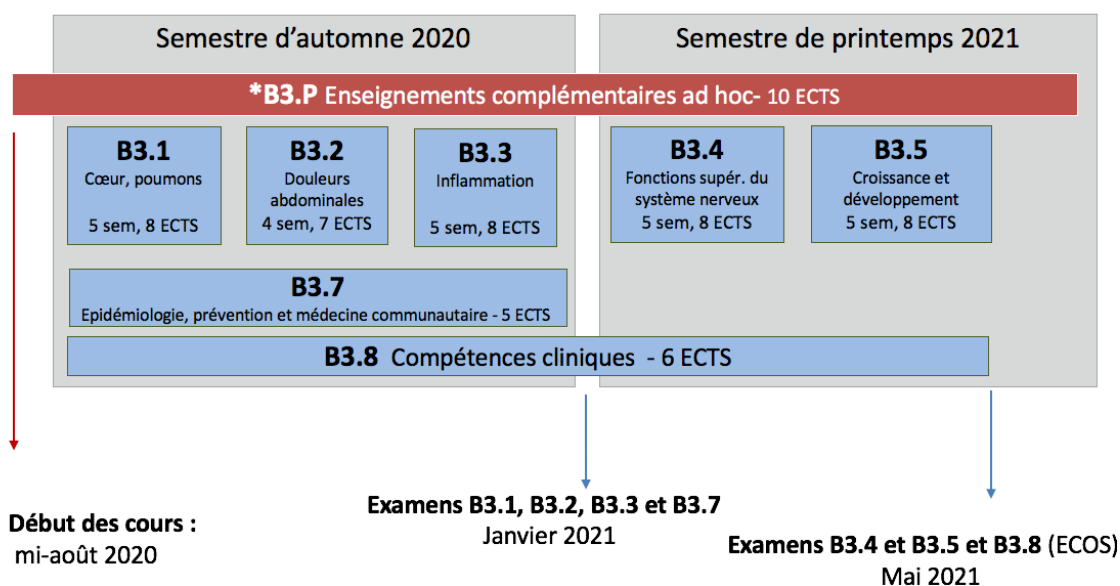 Semestre d'automne 2020
Semestre de printemps 2021
*B3.P Enseignements complémentaires ad hoc- 10 ECTS
B3.1
Cœur, poumons
5 sem, 8 ECTS
B3.2
Douleurs
abdominales
4 sem, 7 ECTS
B3.3
Inflammation
5 sem, 8 ECTS
B3.4
Fonctions supér. du
système nerveux
5 sem, 8 ECTS
B3.5
Croissance et
développement
5 sem, 8 ECTS
B3.7
Epidémiologie, prévention et médecine communautaire - 5 ECTS
B3.8 Compétences cliniques - 6 ECTS
Début des cours :
mi-août 2020
Examens B3.1, B3.2, B3.3 et B3.7
Janvier 2021
Examens B3.4 et B3.5 et B3.8 (ECOS)
Mai 2021